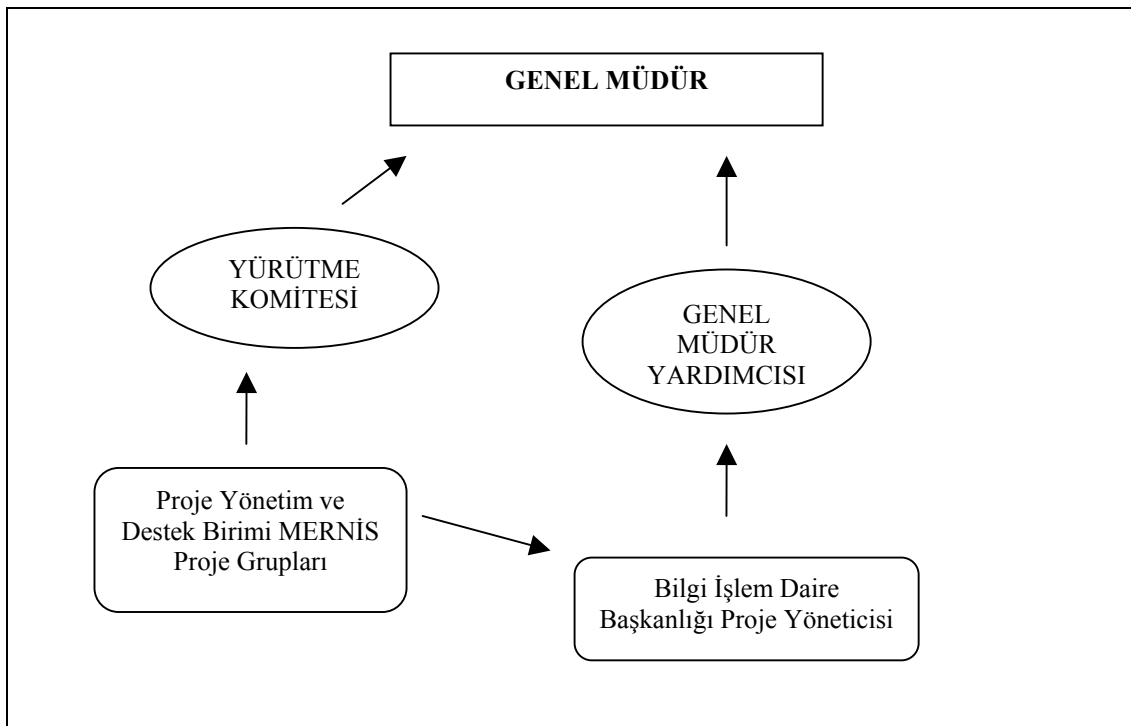 GENEL MÜDÜR
YÜRÜTME
KOMİTESİ
GENEL
MÜDÜR
YARDIMCISI
Proje Yönetim ve
Destek Birimi MERNİS
Proje Grupları
Bilgi İşlem Daire
Başkanlığı Proje Yöneticisi